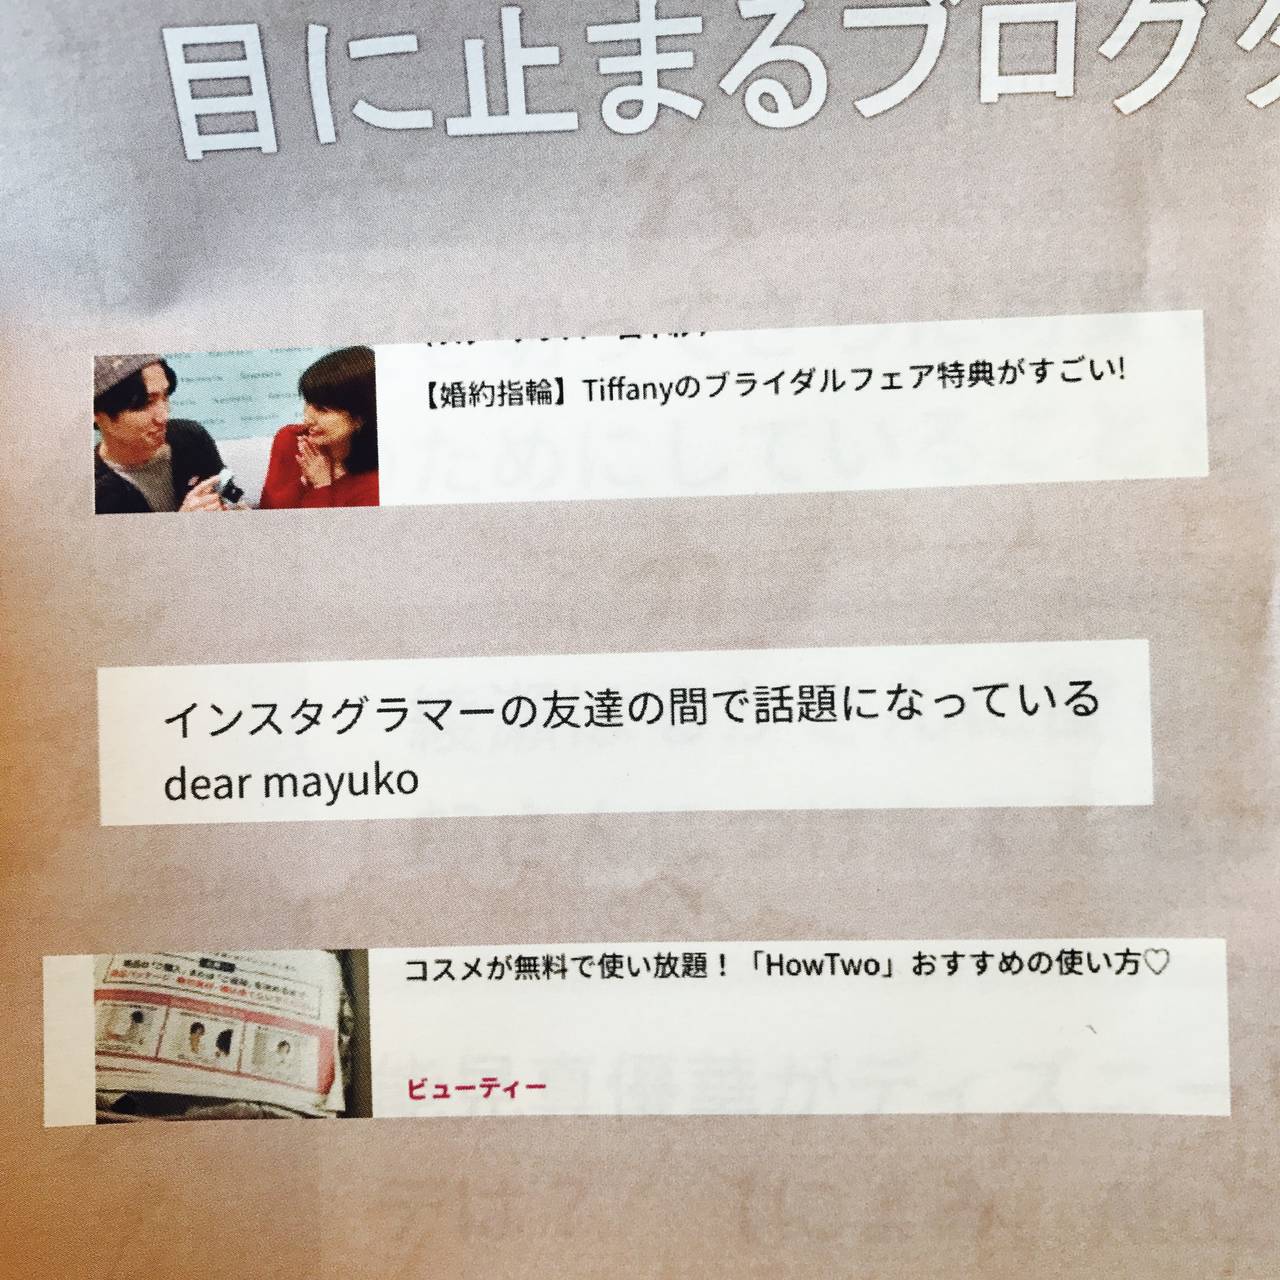 目に止まるブログ
【婚約指輪】Tiffanyのブライダルフェア特典がすごい!
インスタグラマーの友達の間で話題になっている
dear mayuko
コスメが無料で使い放題！「HowTwo」おすすめの使い方♡
ビューティー